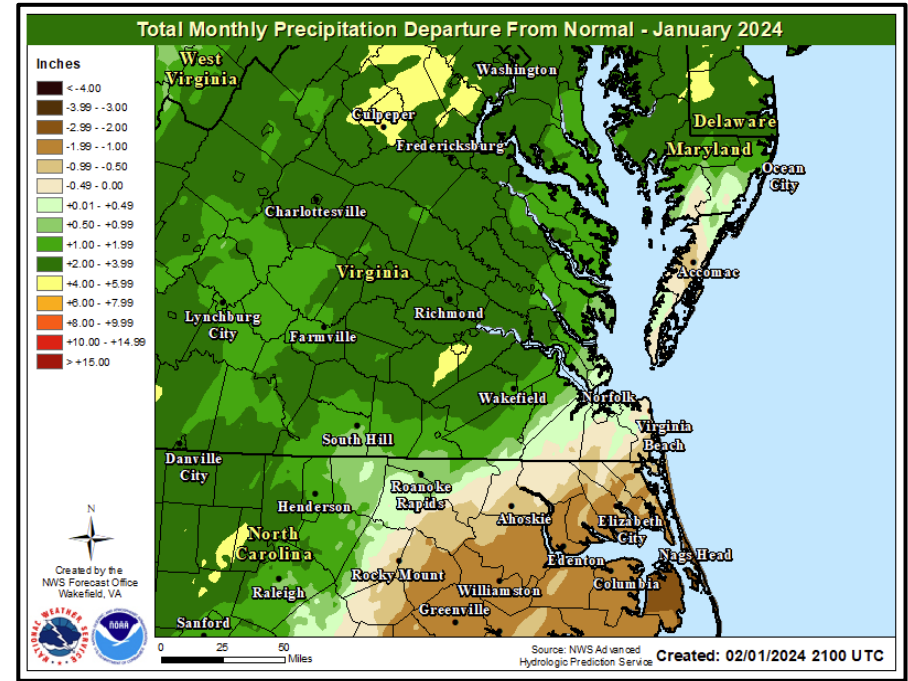 Total Monthly Precipitation Departure From Normal - January 2024
Inches
< -4.00
-3.99 - -3.00
-2.99 - -2.00
-1.99 - -1.00
-0.99 - -0.50
-0.49 - 0.00
+0.01 - +0.49
+0.50 - +0.99
+1.00 - +1.99
+2.00 - +3.99
+4.00 - +5.99
+6.00 - +7.99
+8.00 - +9.99
+10.00 - +14.99
> +15.00
West
Virginia
Washington
Culpeper
Fredericksburg
Delaware
Maryland
Ocean
City
Charlottesville
Virginia
Accomac
Lynchburg
City
Richmond
Farmville
Wakefield
Norfolk
Virginia
Beach
South Hill
Danville
City
Roanoke
Rapids
Henderson
Ahoskie
Elizabeth
City
North
Carolina
Edenton
Nags Head
Rocky Mount
Williamston
Columbia
Raleigh
Greenville
Sanford
N
Created by the
NWS Forecast Office
Wakefield, VA
NATIONAL WEATHER SERVICE
NOAA
0 25 50
Miles
Source: NWS Advanced
Hydrologic Prediction Service
Created: 02/01/2024 2100 UTC